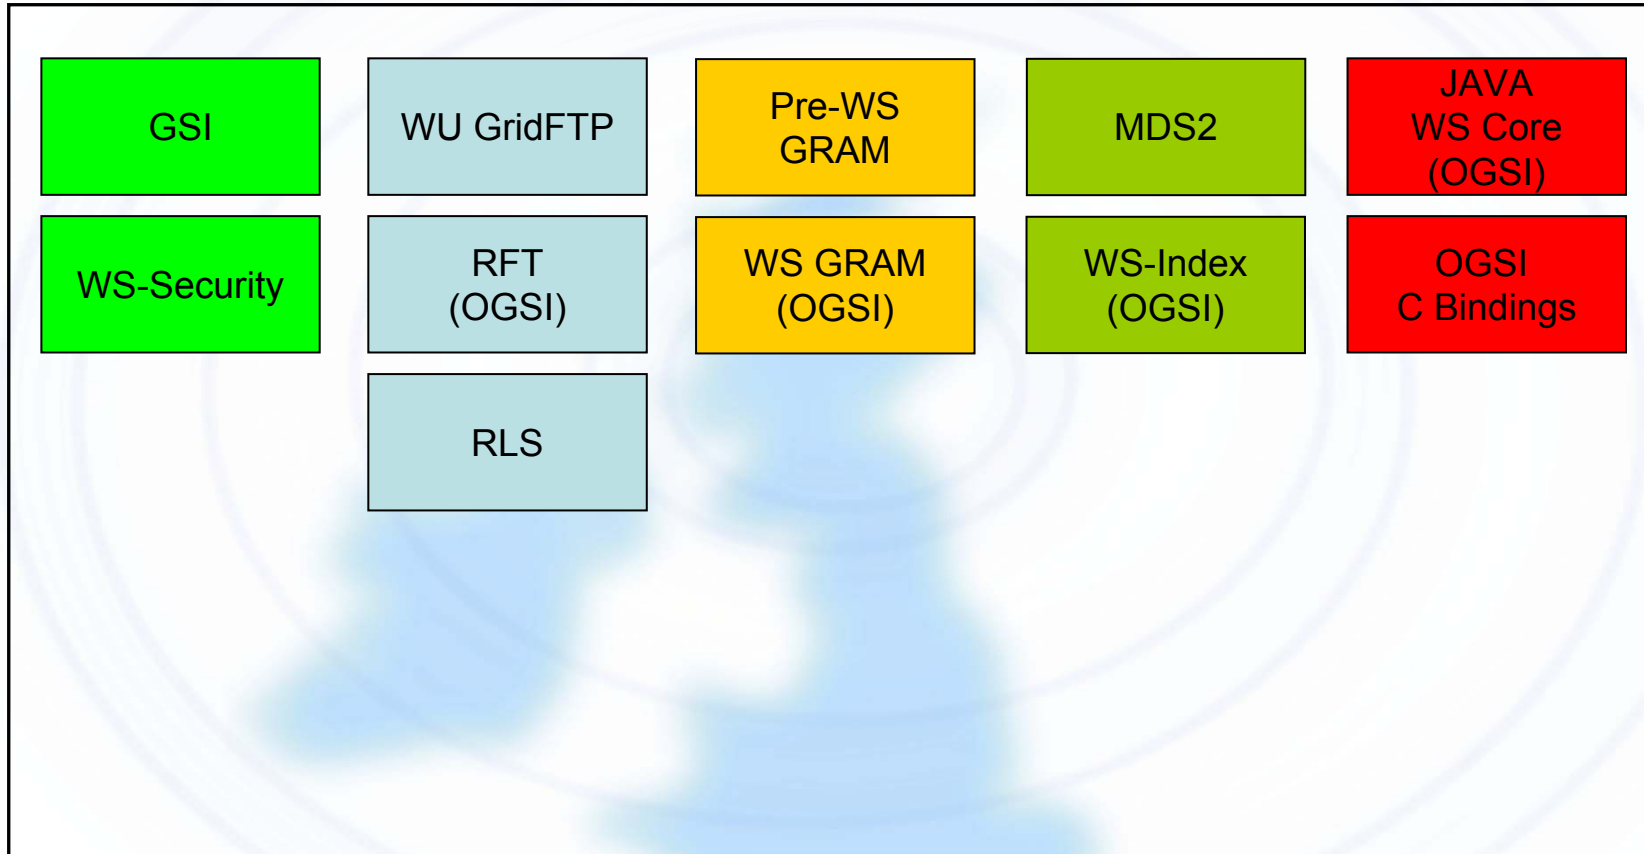 GSI
WU GridFTP
Pre-WS
GRAM
MDS2
JAVA
WS Core
(OGSI)
WS-Security
RFT
(OGSI)
WS GRAM
(OGSI)
WS-Index
(OGSI)
OGSI
C Bindings
RLS